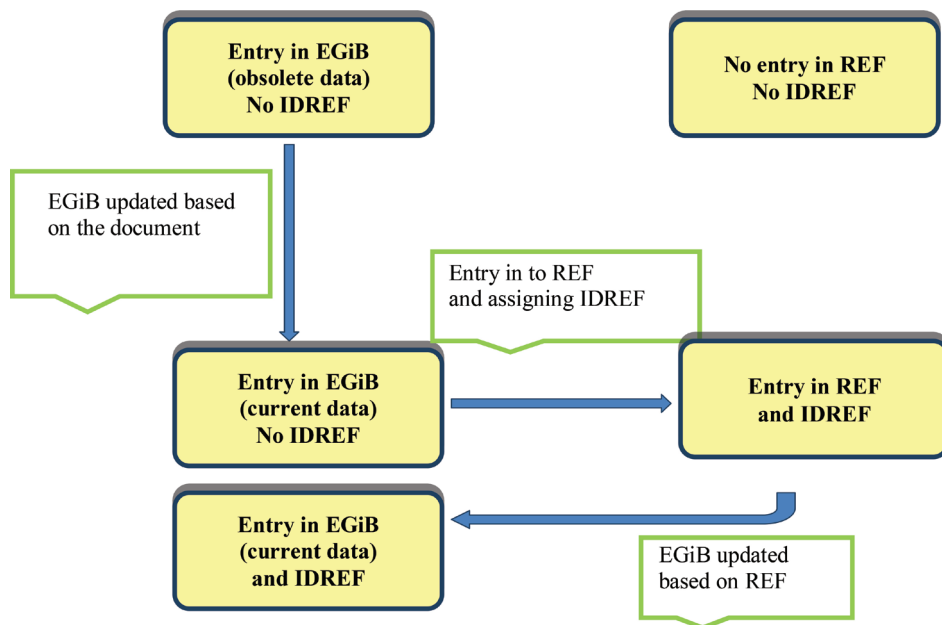 Entry in EGiB
(obsolete data)
No IDREF
No entry in REF
No IDREF
EGiB updated based
on the document
Entry in to REF
and assigning IDREF
Entry in EGiB
(current data)
No IDREF
Entry in REF
and IDREF
Entry in EGiB
(current data)
and IDREF
EGiB updated
based on REF